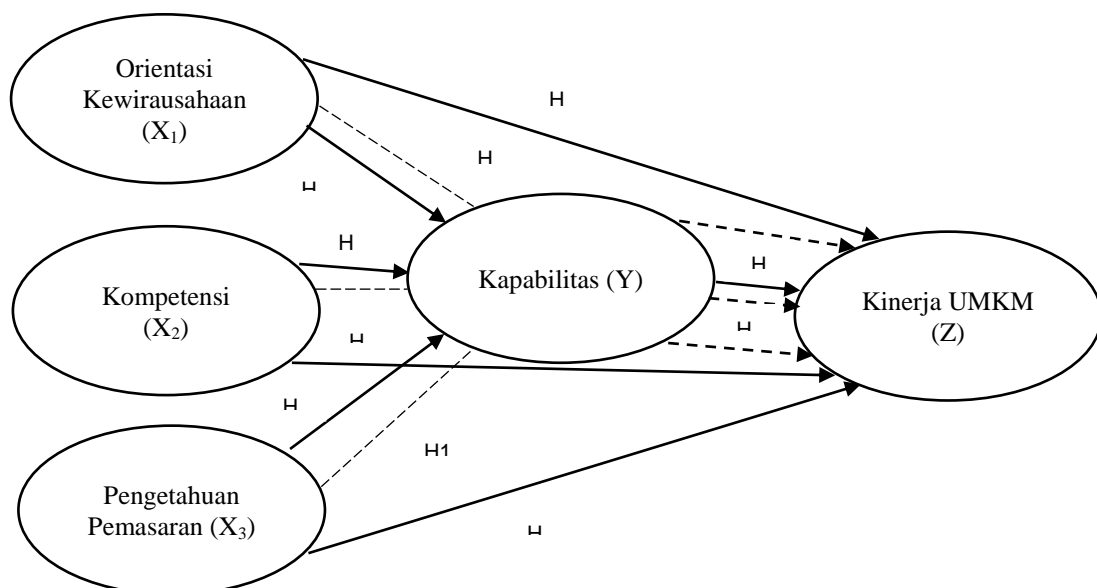 Orientasi
Kewirausahaan
(X₁)
H
H
H
H
Kapabilitas (Y)
H
Kompetensi
(X₂)
Kinerja UMKM
(Z)
H
H
H
H1
Pengetahuan
Pemasaran (X₃)
H